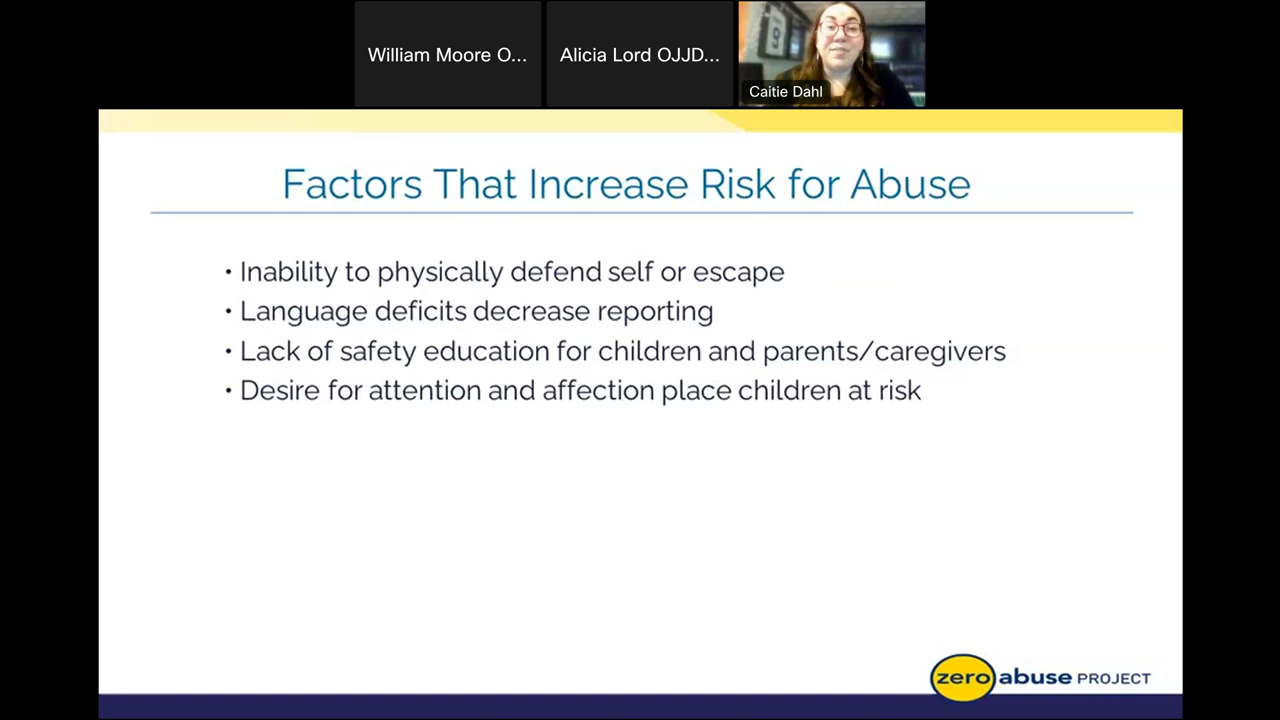 William Moore O...
Alicia Lord OJJD...
Caitie Dahl
Factors That Increase Risk for Abuse
• Inability to physically defend self or escape
• Language deficits decrease reporting
• Lack of safety education for children and parents/caregivers
• Desire for attention and affection place children at risk
zero abuse PROJECT